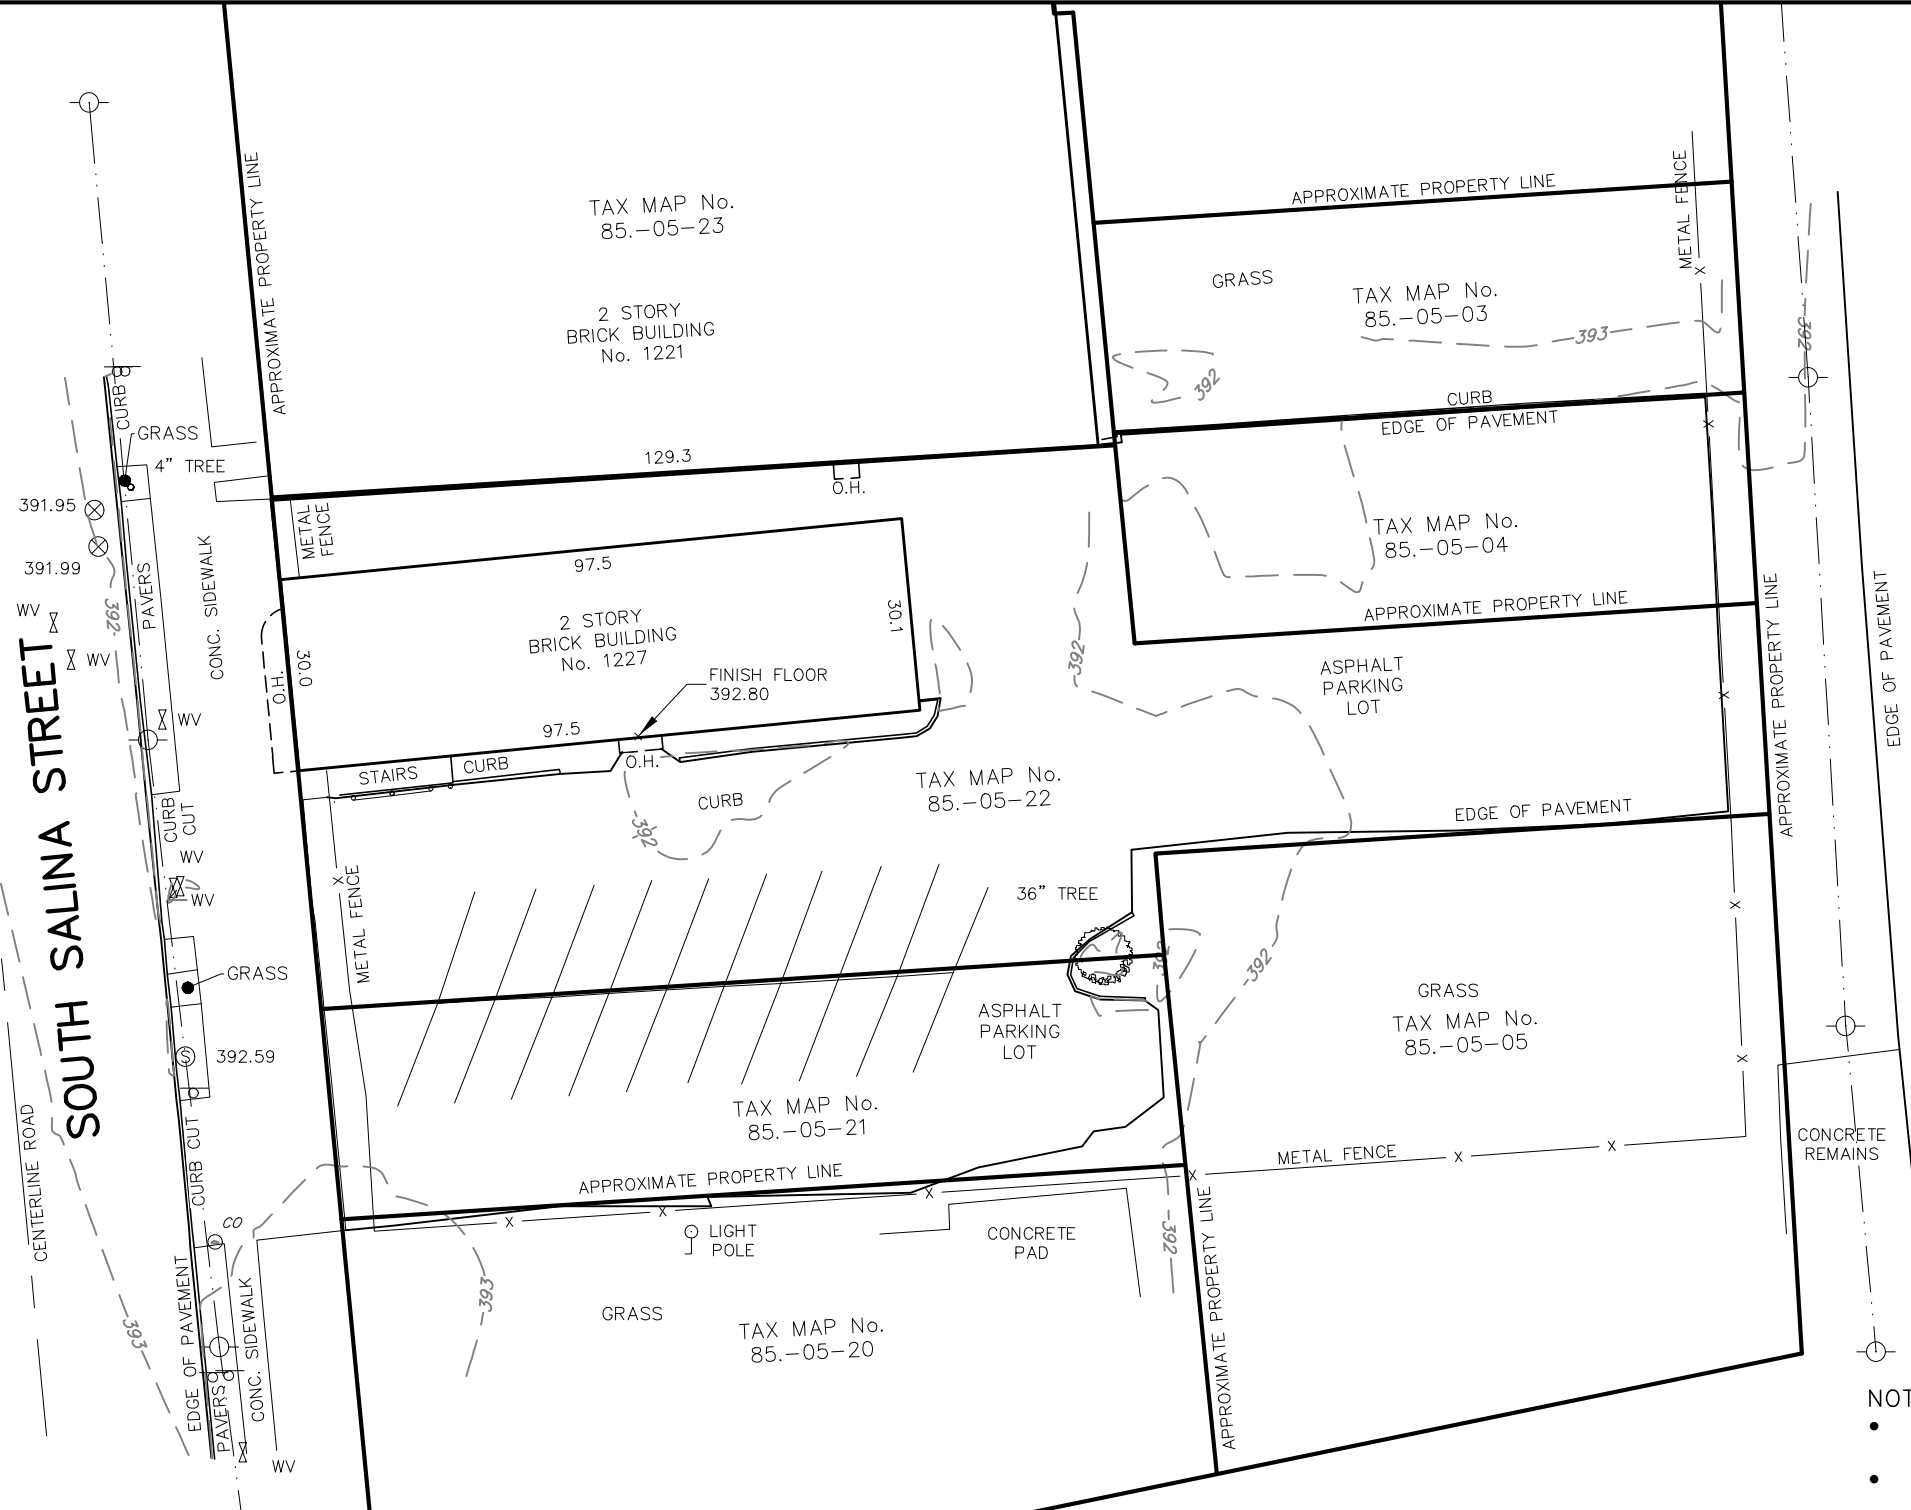 TAX MAP No.
85.-05-23
2 STORY
BRICK BUILDING
No. 1221
APPROXIMATE PROPERTY LINE
APPROXIMATE PROPERTY LINE
METAL FENCE
X
GRASS
TAX MAP No.
85.-05-03
393
392
392
CURB
EDGE OF PAVEMENT
X
CURB
GRASS
4" TREE
391.95
391.99
392
WV
WV
PAVERS
CONC. SIDEWALK
WV
129.3
O.H.
METAL
FENCE
97.5
2 STORY
BRICK BUILDING
No. 1227
30.1
30.0
O.H.
FINISH FLOOR
392.80
97.5
X
STAIRS
CURB
O.H.
CURB
392
TAX MAP No.
85.-05-22
TAX MAP No.
85.-05-04
APPROXIMATE PROPERTY LINE
392
ASPHALT
PARKING
LOT
X
APPROXIMATE PROPERTY LINE
EDGE OF PAVEMENT
EDGE OF PAVEMENT
SOUTH SALINA STREET
CURB
CUT
WV
WV
X
METAL FENCE
36" TREE
392
392
X
GRASS
392.59
S
GRASS
TAX MAP No.
85.-05-05
X
ASPHALT
PARKING
LOT
TAX MAP No.
85.-05-21
CENTERLINE ROAD
CURB CUT
APPROXIMATE PROPERTY LINE
METAL FENCE
X
X
X
X
X
X
CONCRETE
REMAINS
CO
LIGHT
POLE
CONCRETE
PAD
392
APPROXIMATE PROPERTY LINE
393
393
EDGE OF PAVEMENT
CONC. SIDEWALK
PAVERS
WV
GRASS
TAX MAP No.
85.-05-20
NOT